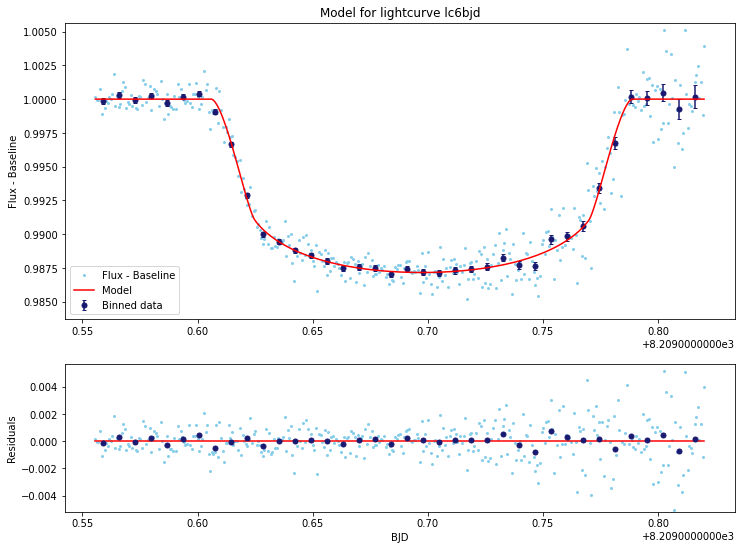 Model for lightcurve lc6bjd
1.0050
1.0025
1.0000
0.9975
0.9950
0.9925
0.9900
0.9875
0.9850
Flux - Baseline
Flux - Baseline
Model
Binned data
0.55 0.60 0.65 0.70 0.75 0.80
+8.2090000000e3
0.004
0.002
0.000
−0.002
−0.004
Residuals
0.55 0.60 0.65 0.70 0.75 0.80
BJD
+8.2090000000e3